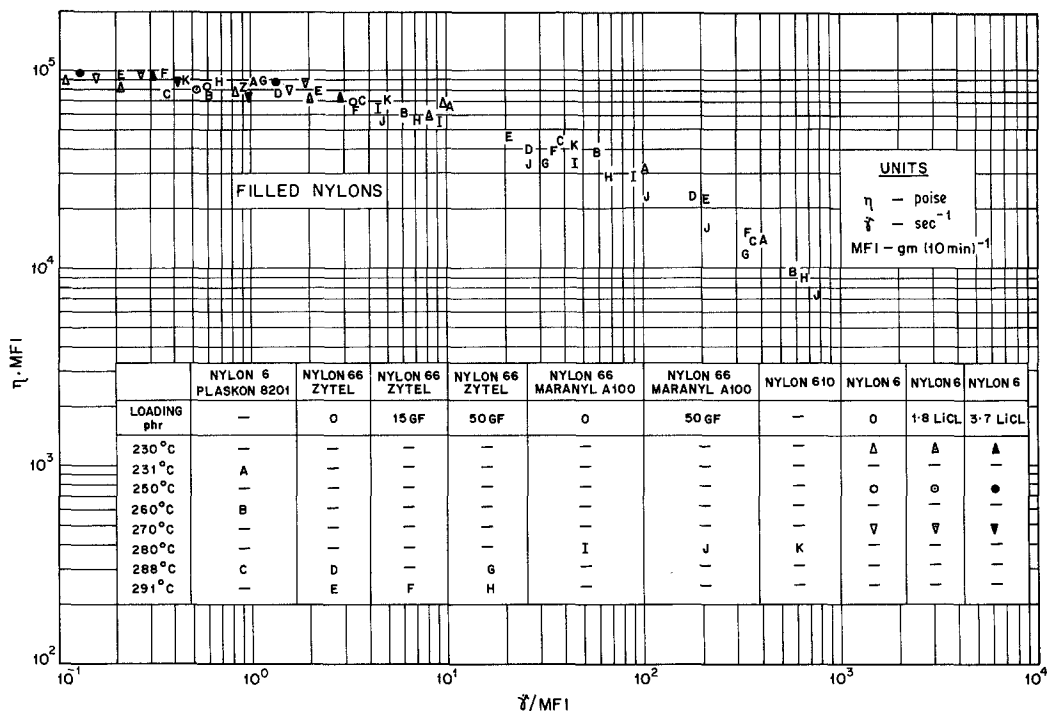 10⁵
E F K H A G C B Z D E
C F K I J B H I A
E D J F G C K I B H A J
D E J
F C A G
B H J
FILLED NYLONS
UNITS
η — poise
γ̇ — sec⁻¹
MFI – gm (10 min)⁻¹
10⁴
η·MFI
NYLON 6 PLASKON 8201 | NYLON 66 ZYTEL | NYLON 66 ZYTEL | NYLON 66 ZYTEL | NYLON 66 MARANYL A100 | NYLON 66 MARANYL A100 | NYLON 610 | NYLON 6 | NYLON 6 | NYLON 6
LOADING phr | — | O | 15 GF | 50 GF | O | 50 GF | — | O | 1·8 LiCL | 3·7 LiCL
230°C — — — — — — — △ △ ▲
231°C A — — — — — — — — —
250°C — — — — — — — ○ ⊙ ●
260°C B — — — — — — — — —
270°C — — — — — — — ▽ ▽ ▼
280°C — — — — I J K — — —
288°C C D — G — — — — — —
291°C — E F H — — — — — —
10³
10²
10⁻¹ 10⁰ 10¹ 10² 10³ 10⁴
γ̇/MFI